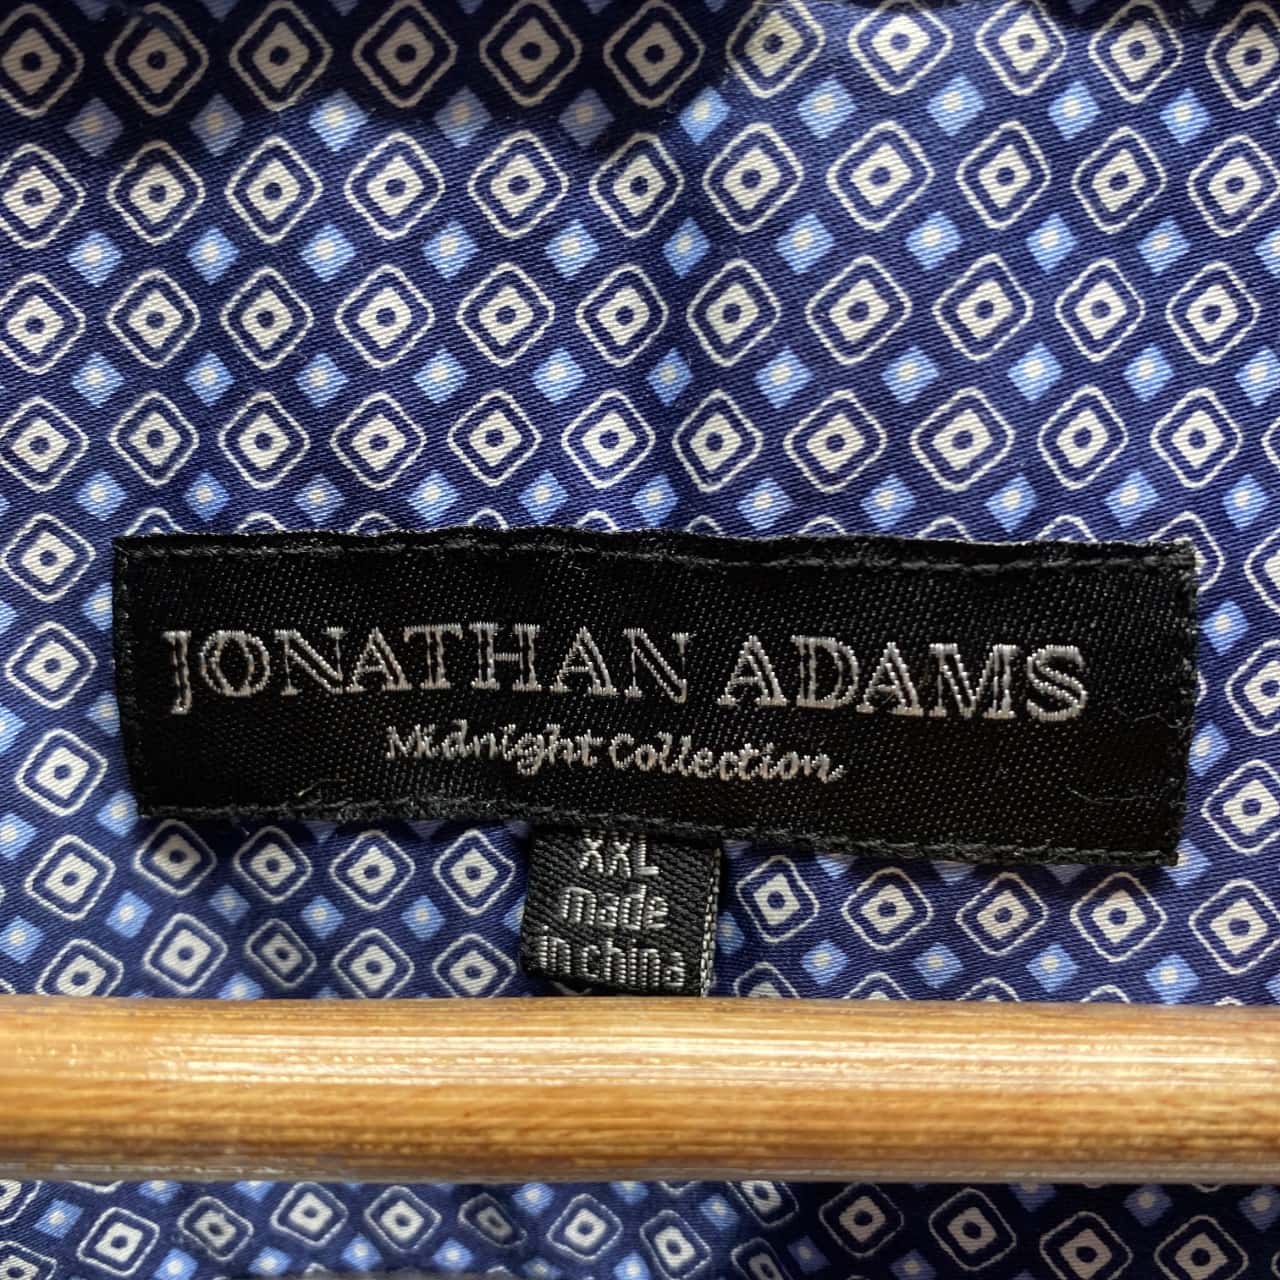 JONATHAN ADAMS
Midnight Collection
XXL
made
in china